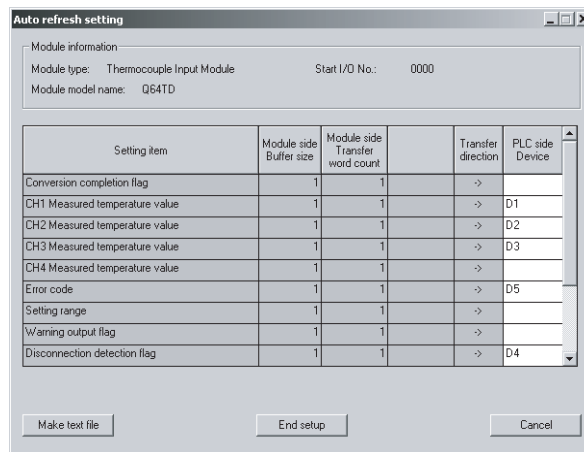 Auto refresh setting
Module information
Module type: Thermocouple Input Module Start I/O No.: 0000
Module model name: Q64TD
Setting item Module side Buffer size Module side Transfer word count Transfer direction PLC side Device
Conversion completion flag 1 1 ->
CH1 Measured temperature value 1 1 -> D1
CH2 Measured temperature value 1 1 -> D2
CH3 Measured temperature value 1 1 -> D3
CH4 Measured temperature value 1 1 ->
Error code 1 1 -> D5
Setting range 1 1 ->
Warning output flag 1 1 ->
Disconnection detection flag 1 1 -> D4
Make text file End setup Cancel